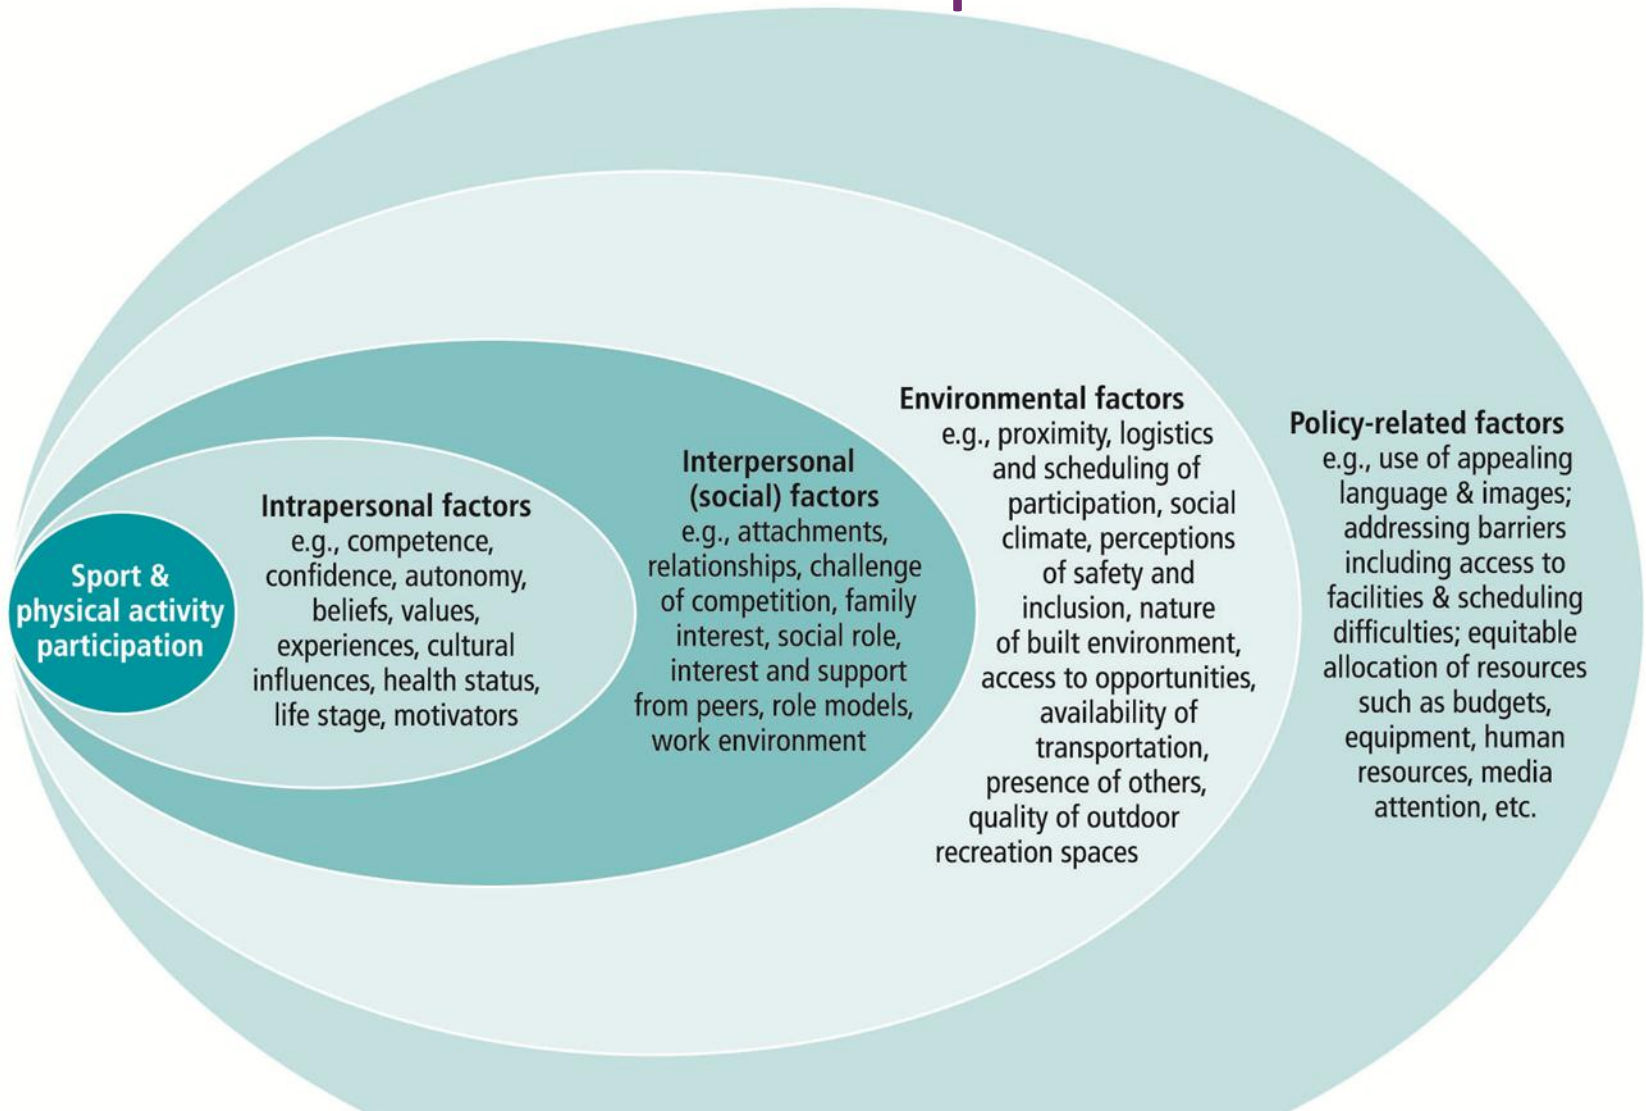 Sport &
physical activity
participation
Intrapersonal factors
e.g., competence,
confidence, autonomy,
beliefs, values,
experiences, cultural
influences, health status,
life stage, motivators
Interpersonal
(social) factors
e.g., attachments,
relationships, challenge
of competition, family
interest, social role,
interest and support
from peers, role models,
work environment
Environmental factors
e.g., proximity, logistics
and scheduling of
participation, social
climate, perceptions
of safety and
inclusion, nature
of built environment,
access to opportunities,
availability of
transportation,
presence of others,
quality of outdoor
recreation spaces
Policy-related factors
e.g., use of appealing
language & images;
addressing barriers
including access to
facilities & scheduling
difficulties; equitable
allocation of resources
such as budgets,
equipment, human
resources, media
attention, etc.